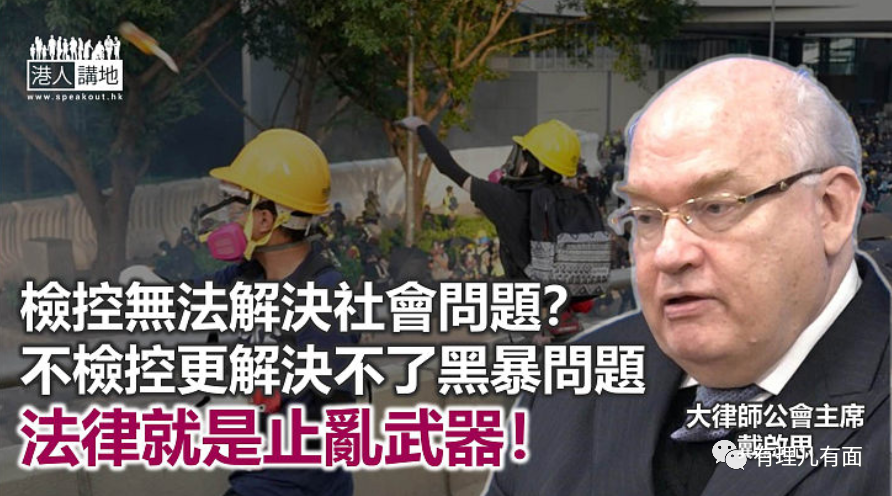 港人講地
www.speakout.hk
檢控無法解決社會問題?
不檢控更解決不了黑暴問題
法律就是止亂武器!
大律師公會主席
戴啟思
有理儿有面